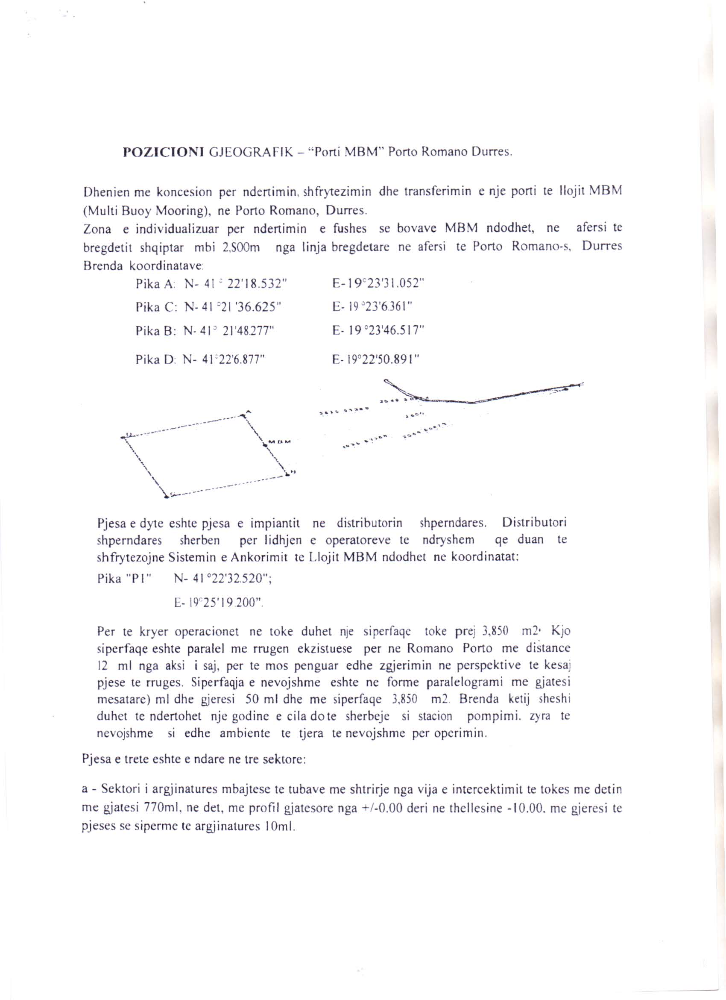 POZICIONI GJEOGRAFIK – “Porti MBM” Porto Romano Durres.
Dhenien me koncesion per ndertimin, shfrytezimin dhe transferimin e nje porti te llojit MBM
(Multi Buoy Mooring), ne Porto Romano, Durres.
Zona e individualizuar per ndertimin e fushes se bovave MBM ndodhet, ne afersi te
bregdetit shqiptar mbi 2,S00m nga linja bregdetare ne afersi te Porto Romano-s, Durres
Brenda koordinatave:
Pika A: N- 41 ° 22'18.532" E-19°23'31.052"
Pika C: N- 41 °21 '36.625" E- 19 °23'6.361"
Pika B: N- 41° 21'48.277" E- 19 °23'46.517"
Pika D: N- 41°22'6.877" E- 19°22'50.891"
A
D
MBM
Pjesa e dyte eshte pjesa e impiantit ne distributorin shperndares. Distributori
shperndares sherben per lidhjen e operatoreve te ndryshem qe duan te
shfrytezojne Sistemin e Ankorimit te Llojit MBM ndodhet ne koordinatat:
Pika "P1" N- 41 °22'32.520";
E- 19°25'19.200".
Per te kryer operacionet ne toke duhet nje siperfaqe toke prej 3,850 m2· Kjo
siperfaqe eshte paralel me rrugen ekzistuese per ne Romano Porto me distance
12 ml nga aksi i saj, per te mos penguar edhe zgjerimin ne perspektive te kesaj
pjese te rruges. Siperfaqja e nevojshme eshte ne forme paralelogrami me gjatesi
mesatare) ml dhe gjeresi 50 ml dhe me siperfaqe 3,850 m2. Brenda ketij sheshi
duhet te ndertohet nje godine e cila do te sherbeje si stacion pompimi. zyra te
nevojshme si edhe ambiente te tjera te nevojshme per operimin.
Pjesa e trete eshte e ndare ne tre sektore:
a - Sektori i argjinatures mbajtese te tubave me shtrirje nga vija e intercektimit te tokes me detin
me gjatesi 770ml, ne det, me profil gjatesore nga +/-0.00 deri ne thellesine -10.00. me gjeresi te
pjeses se siperme te argjinatures 10ml.